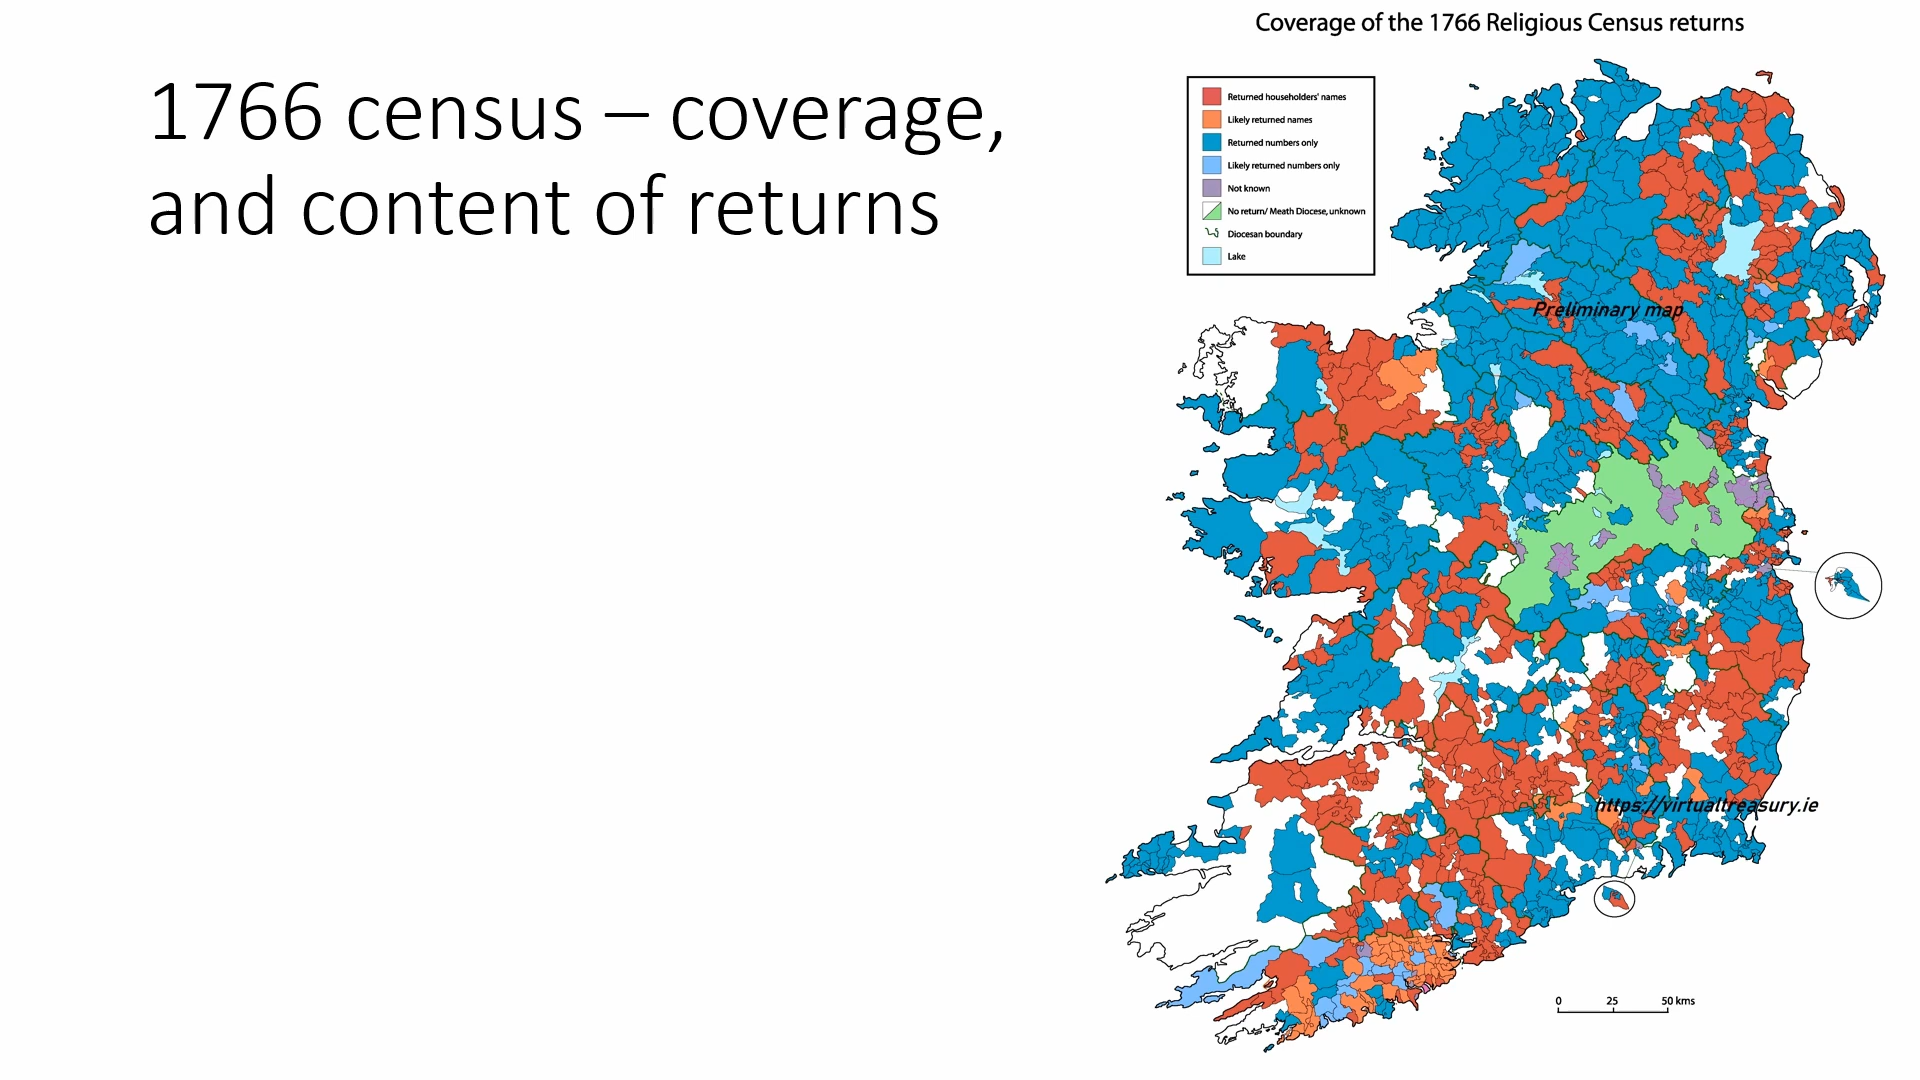 Coverage of the 1766 Religious Census returns
1766 census – coverage,
and content of returns
Returned householders' names
Likely returned names
Returned numbers only
Likely returned numbers only
Not known
No return/ Meath Diocese, unknown
Diocesan boundary
Lake
Preliminary map
https://virtualtreasury.ie
0 25 50 kms